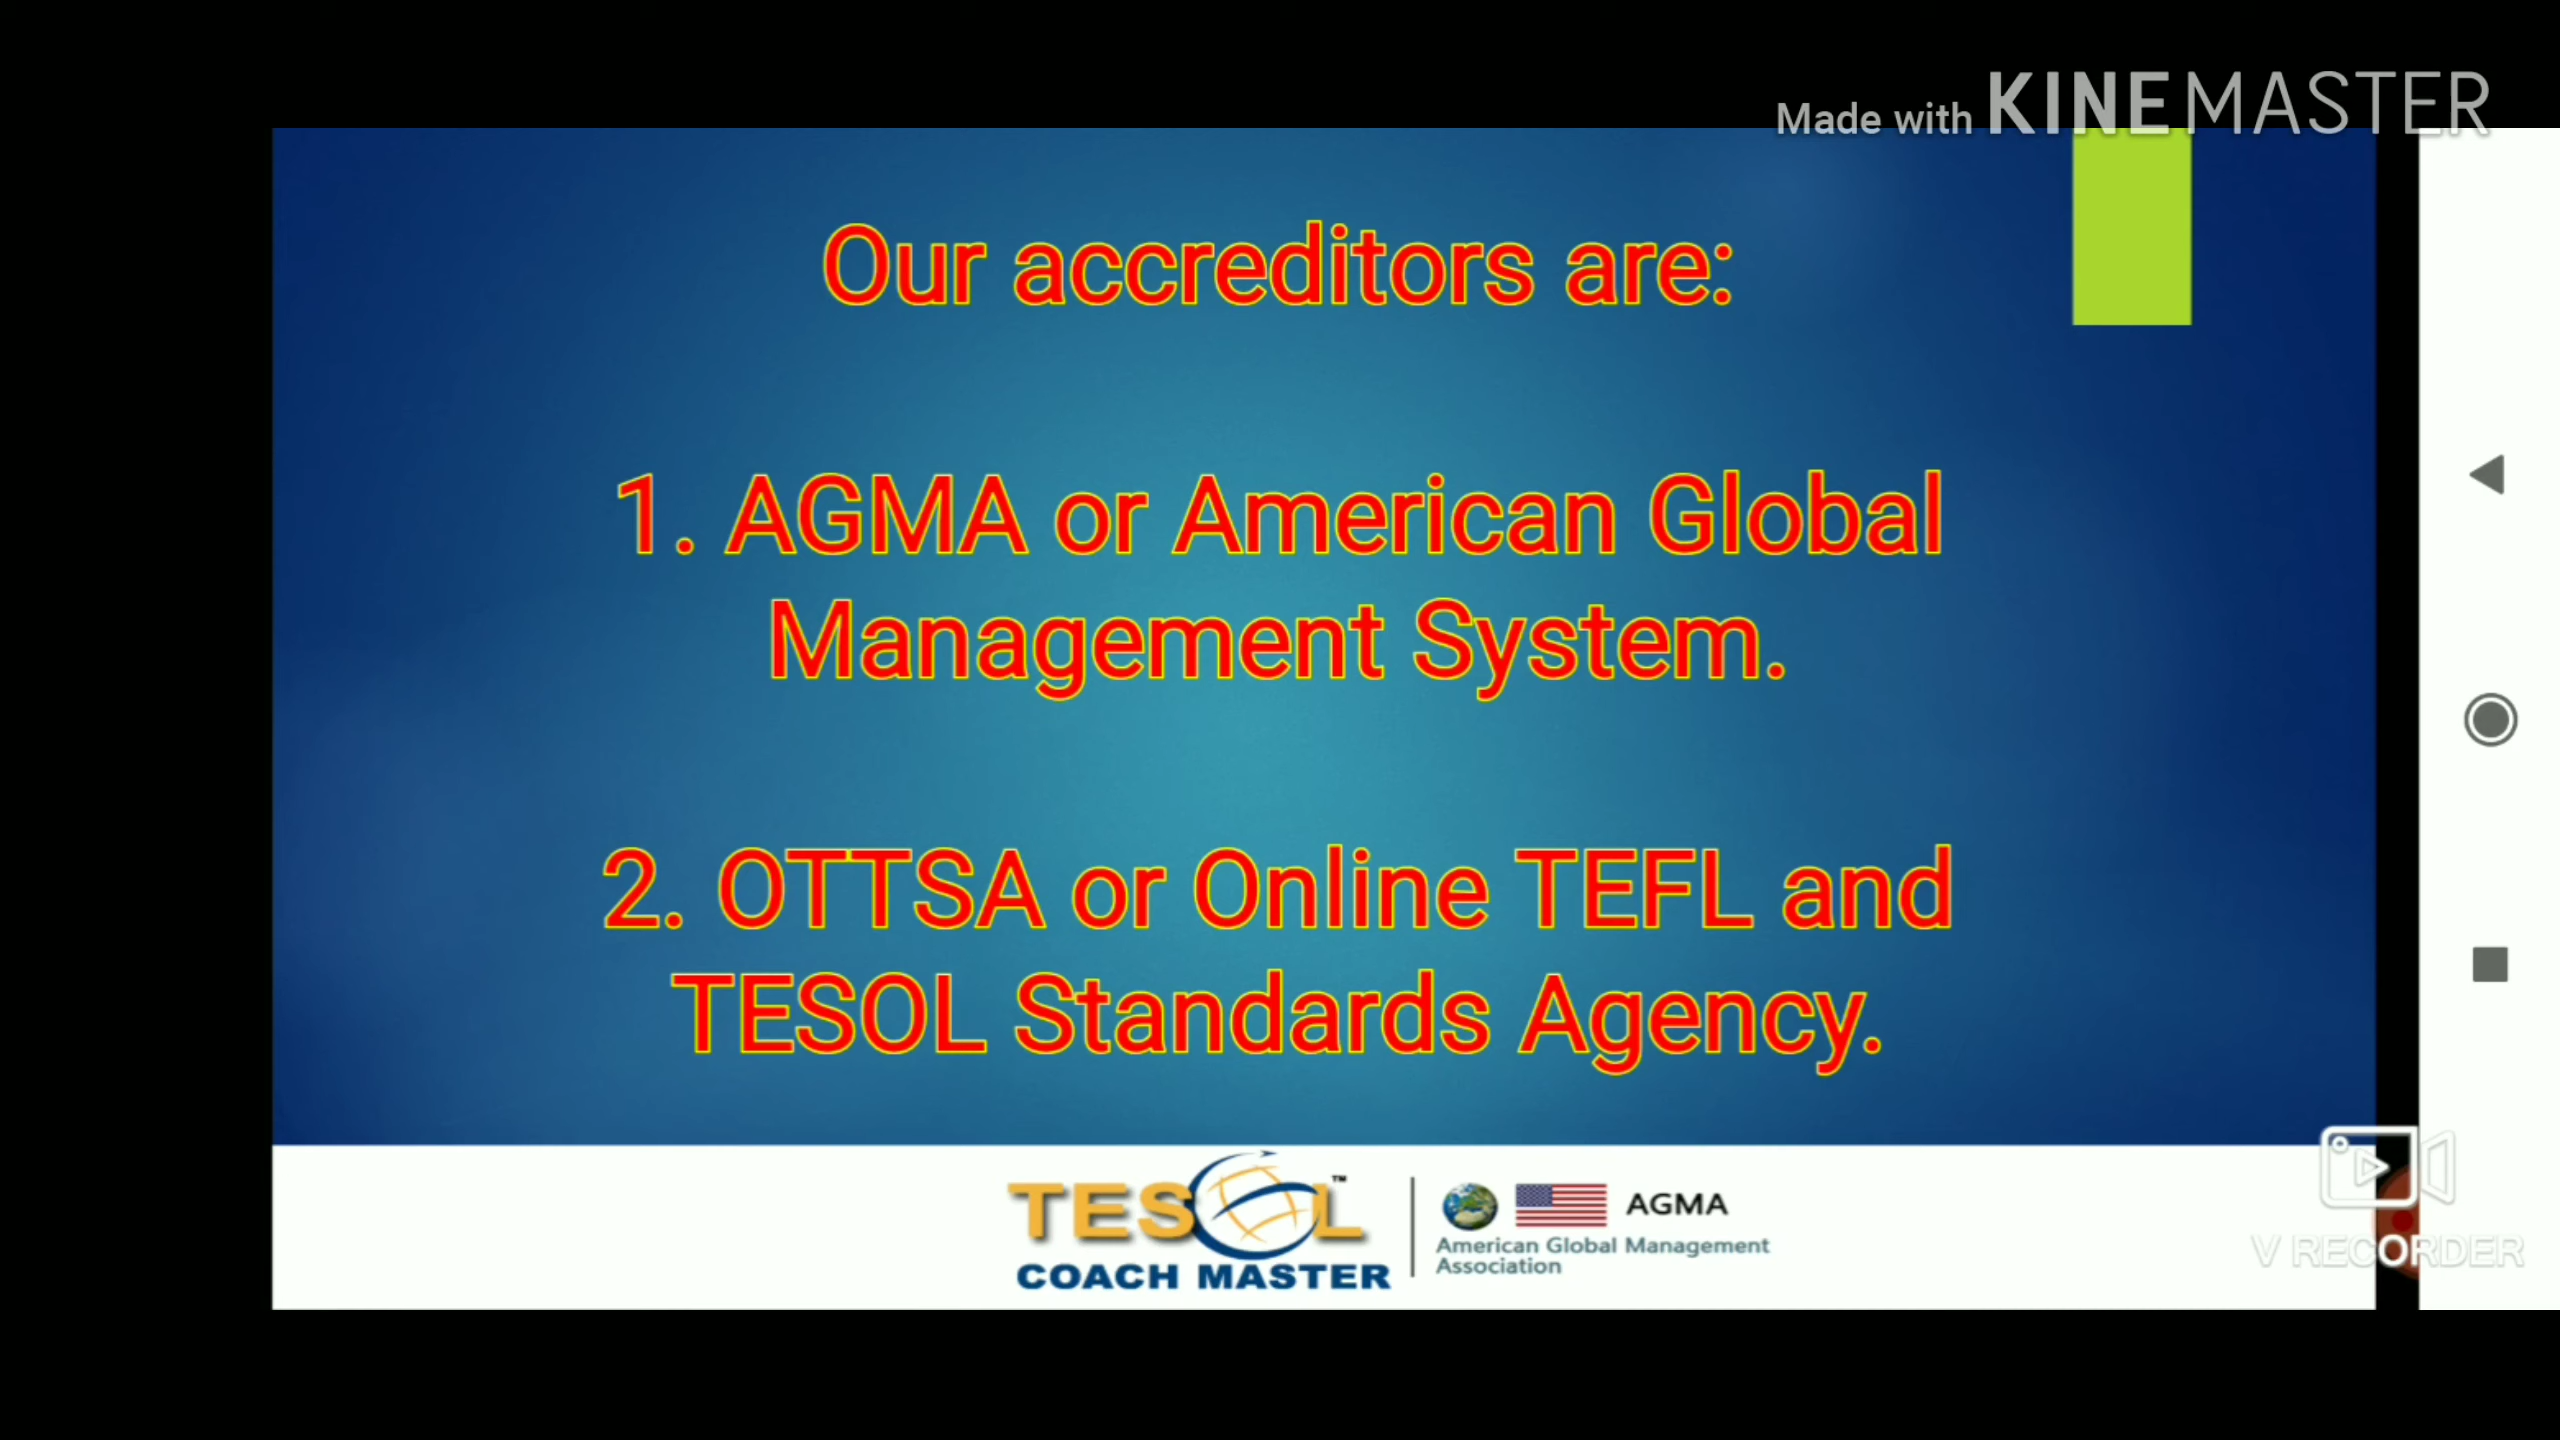 Made with KINEMASTER
Our accreditors are:
1. AGMA or American Global
Management System.
2. OTTSA or Online TEFL and
TESOL Standards Agency.
TESOL™
COACH MASTER
AGMA
American Global Management
Association
V RECORDER